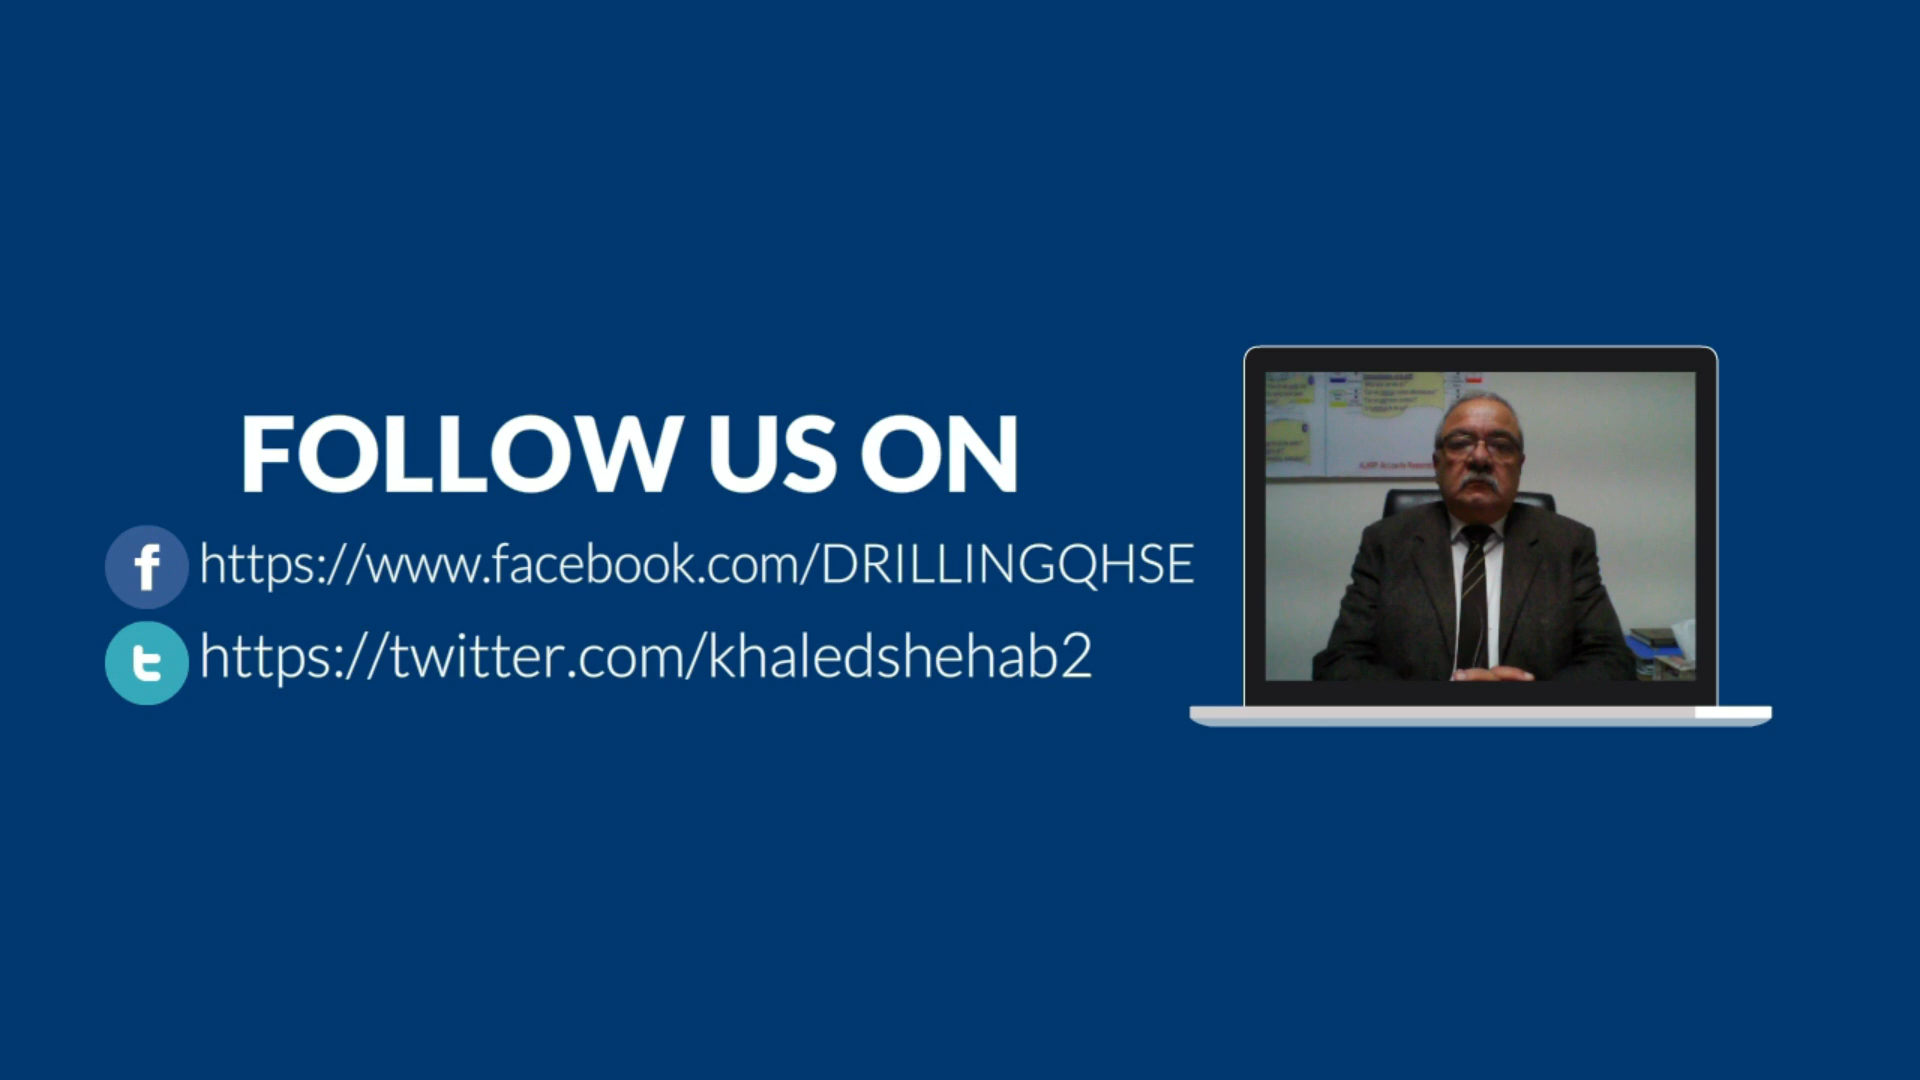 FOLLOW US ON
f https://www.facebook.com/DRILLINGQHSE
t https://twitter.com/khaledshehab2